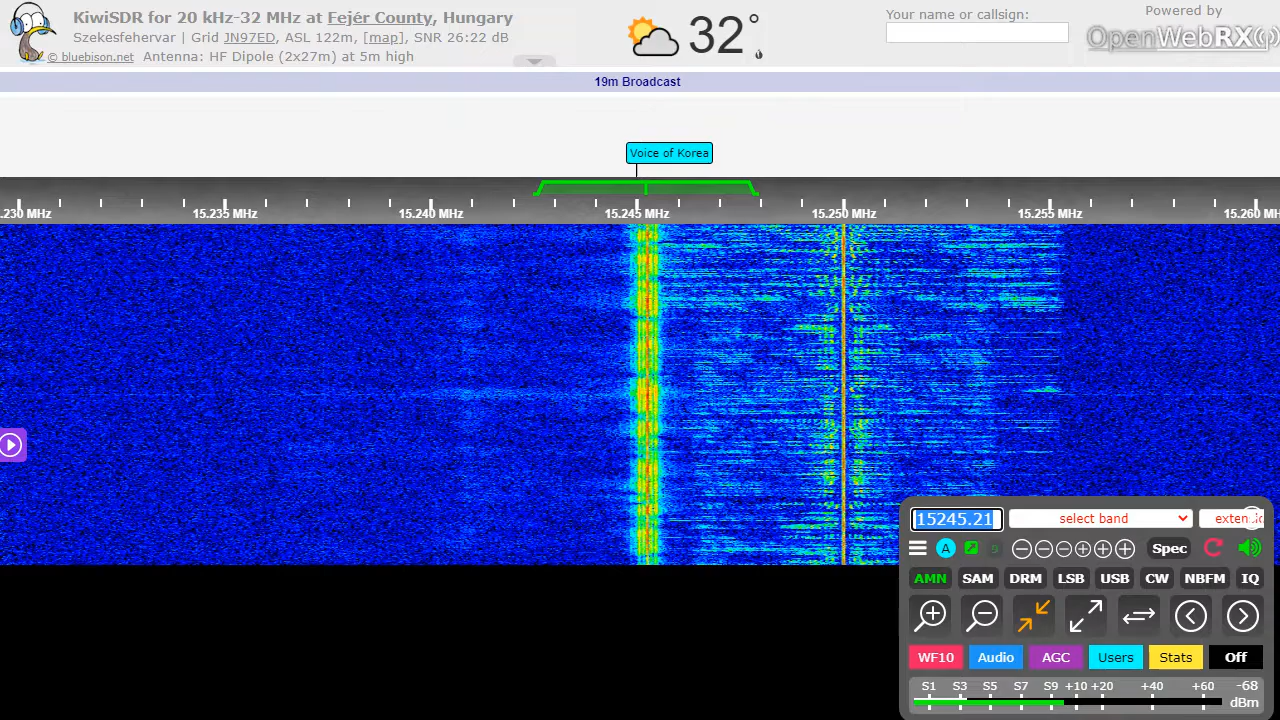 KiwiSDR for 20 kHz-32 MHz at Fejér County, Hungary
Szekesfehervar | Grid JN97ED, ASL 122m, [map], SNR 26:22 dB
© bluebison.net Antenna: HF Dipole (2x27m) at 5m high
32°
Your name or callsign:
Powered by
OpenWebRX
19m Broadcast
Voice of Korea
.230 MHz 15.235 MHz 15.240 MHz 15.245 MHz 15.250 MHz 15.255 MHz 15.260 MH
15245.21 select band
A Spec
AMN SAM DRM LSB USB CW NBFM IQ
WF10 Audio AGC Users Stats Off
S1 S3 S5 S7 S9 +10 +20 +40 +60 -68
dBm